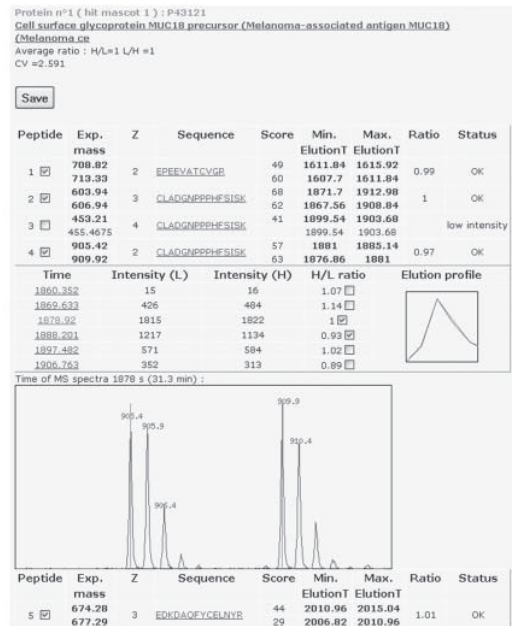 Protein n°1 ( hit mascot 1 ) : P43121
Cell surface glycoprotein MUC18 precursor (Melanoma-associated antigen MUC18)
(Melanoma ce
Average ratio : H/L=1 L/H =1
CV =2.591
Save
Peptide Exp. mass Z Sequence Score Min. ElutionT Max. ElutionT Ratio Status
708.82 49 1611.84 1615.92
1 2 EPEEVATCVGR 0.99 OK
713.33 60 1607.7 1611.84
603.94 68 1871.7 1912.98
2 3 CLADGNPPPHFSISK 1 OK
606.94 62 1867.56 1908.84
453.21 41 1899.54 1903.68
3 4 CLADGNPPPHFSISK low intensity
455.4675 1899.54 1903.68
905.42 57 1881 1885.14
4 2 CLADGNPPPHFSISK 0.97 OK
909.92 63 1876.86 1881
Time Intensity (L) Intensity (H) H/L ratio Elution profile
1860.352 15 16 1.07
1869.633 426 484 1.14
1878.92 1815 1822 1
1888.201 1217 1134 0.93
1897.482 571 584 1.02
1906.763 352 313 0.89
Time of MS spectra 1878 s (31.3 min) :
905.4
905.9
906.4
909.9
910.4
Peptide Exp. mass Z Sequence Score Min. ElutionT Max. ElutionT Ratio Status
674.28 44 2010.96 2015.04
5 3 EDKDAQFYCELNYR 1.01 OK
677.29 29 2006.82 2010.96